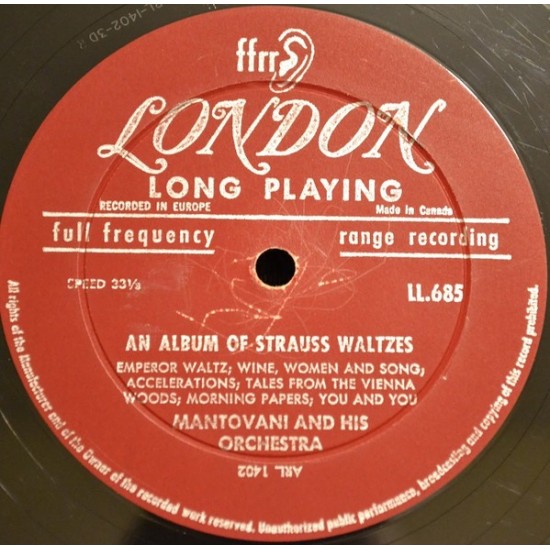 RL-1402-3D
ffrr
LONDON
LONG PLAYING
RECORDED IN EUROPE
Made in Canada
full frequency
range recording
SPEED 33⅓
LL.685
AN ALBUM OF STRAUSS WALTZES
EMPEROR WALTZ; WINE, WOMEN AND SONG;
ACCELERATIONS; TALES FROM THE VIENNA
WOODS; MORNING PAPERS; YOU AND YOU
MANTOVANI AND HIS
ORCHESTRA
ARL 1402
All rights of the Manufacturer and of the Owner of the recorded work reserved. Unauthorized public performance, broadcasting and copying of this record prohibited.